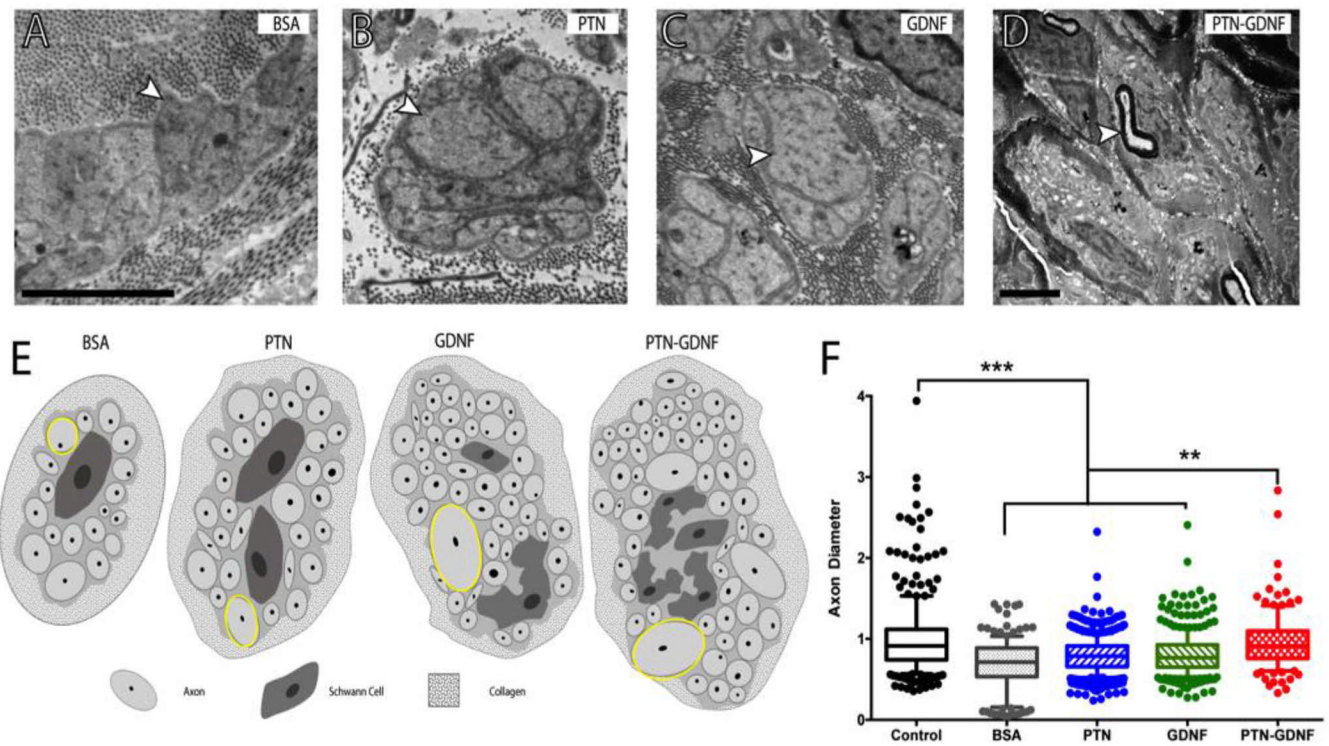 A BSA
B PTN
C GDNF
D PTN-GDNF
E
BSA
PTN
GDNF
PTN-GDNF
Axon
Schwann Cell
Collagen
F
***
**
Axon Diameter
4
3
2
1
0
Control
BSA
PTN
GDNF
PTN-GDNF